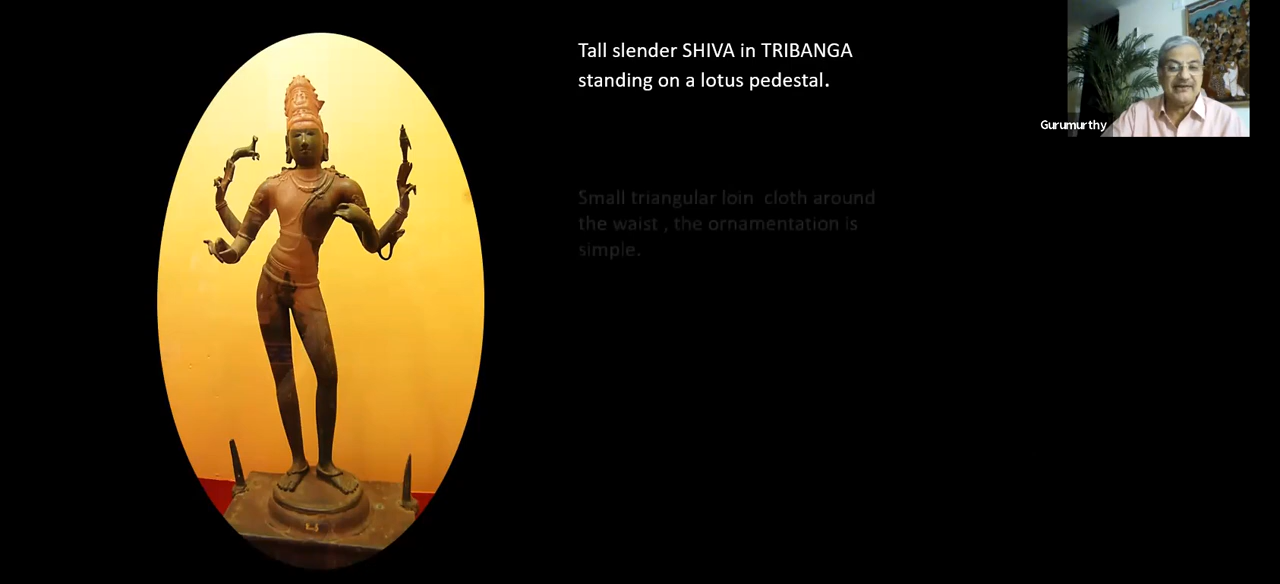 Tall slender SHIVA in TRIBANGA
standing on a lotus pedestal.
Small triangular loin cloth around
the waist , the ornamentation is
simple.
Gurumurthy